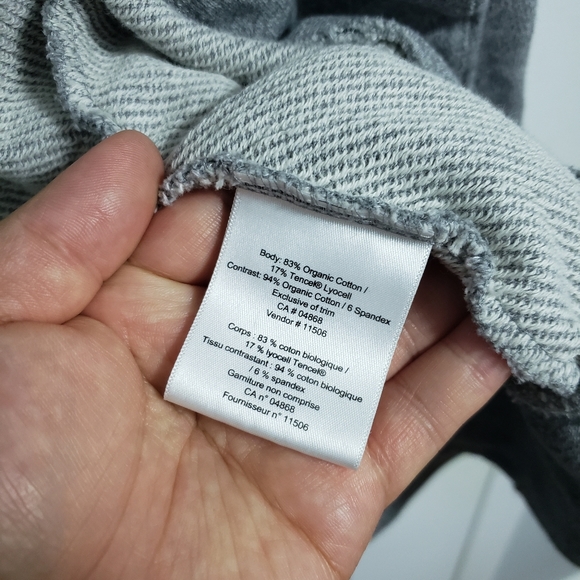 Body: 83% Organic Cotton /
17% Tencel® Lyocell
Contrast: 94% Organic Cotton / 6 Spandex
Exclusive of trim
CA # 04868
Vendor # 11506
Corps : 83 % coton biologique /
17 % lyocell Tencel®
Tissu contrastant : 94 % coton biologique
/ 6 % spandex
Garniture non comprise
CA n° 04868
Fournisseur n° 11506